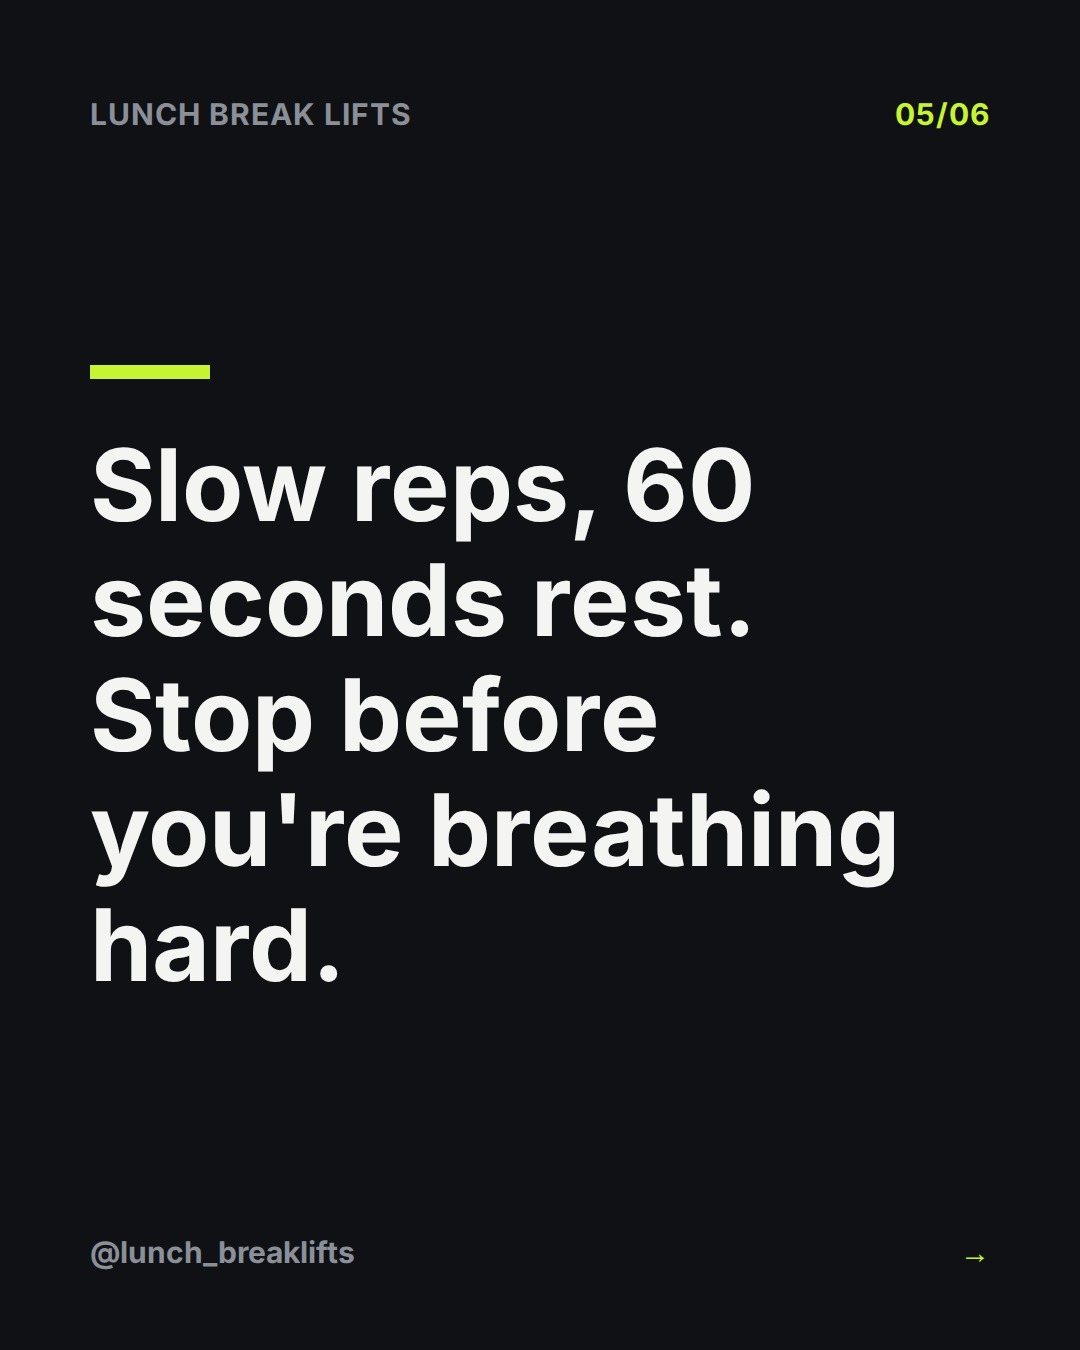 LUNCH BREAK LIFTS
05/06
Slow reps, 60
seconds rest.
Stop before
you're breathing
hard.
@lunch_breaklifts
→